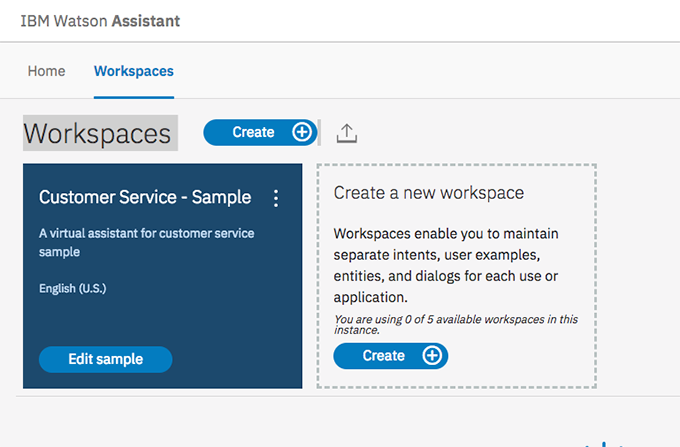 IBM Watson Assistant
Home
Workspaces
Workspaces
Create
Customer Service - Sample
A virtual assistant for customer service
sample
English (U.S.)
Edit sample
Create a new workspace
Workspaces enable you to maintain
separate intents, user examples,
entities, and dialogs for each use or
application.
You are using 0 of 5 available workspaces in this
instance.
Create